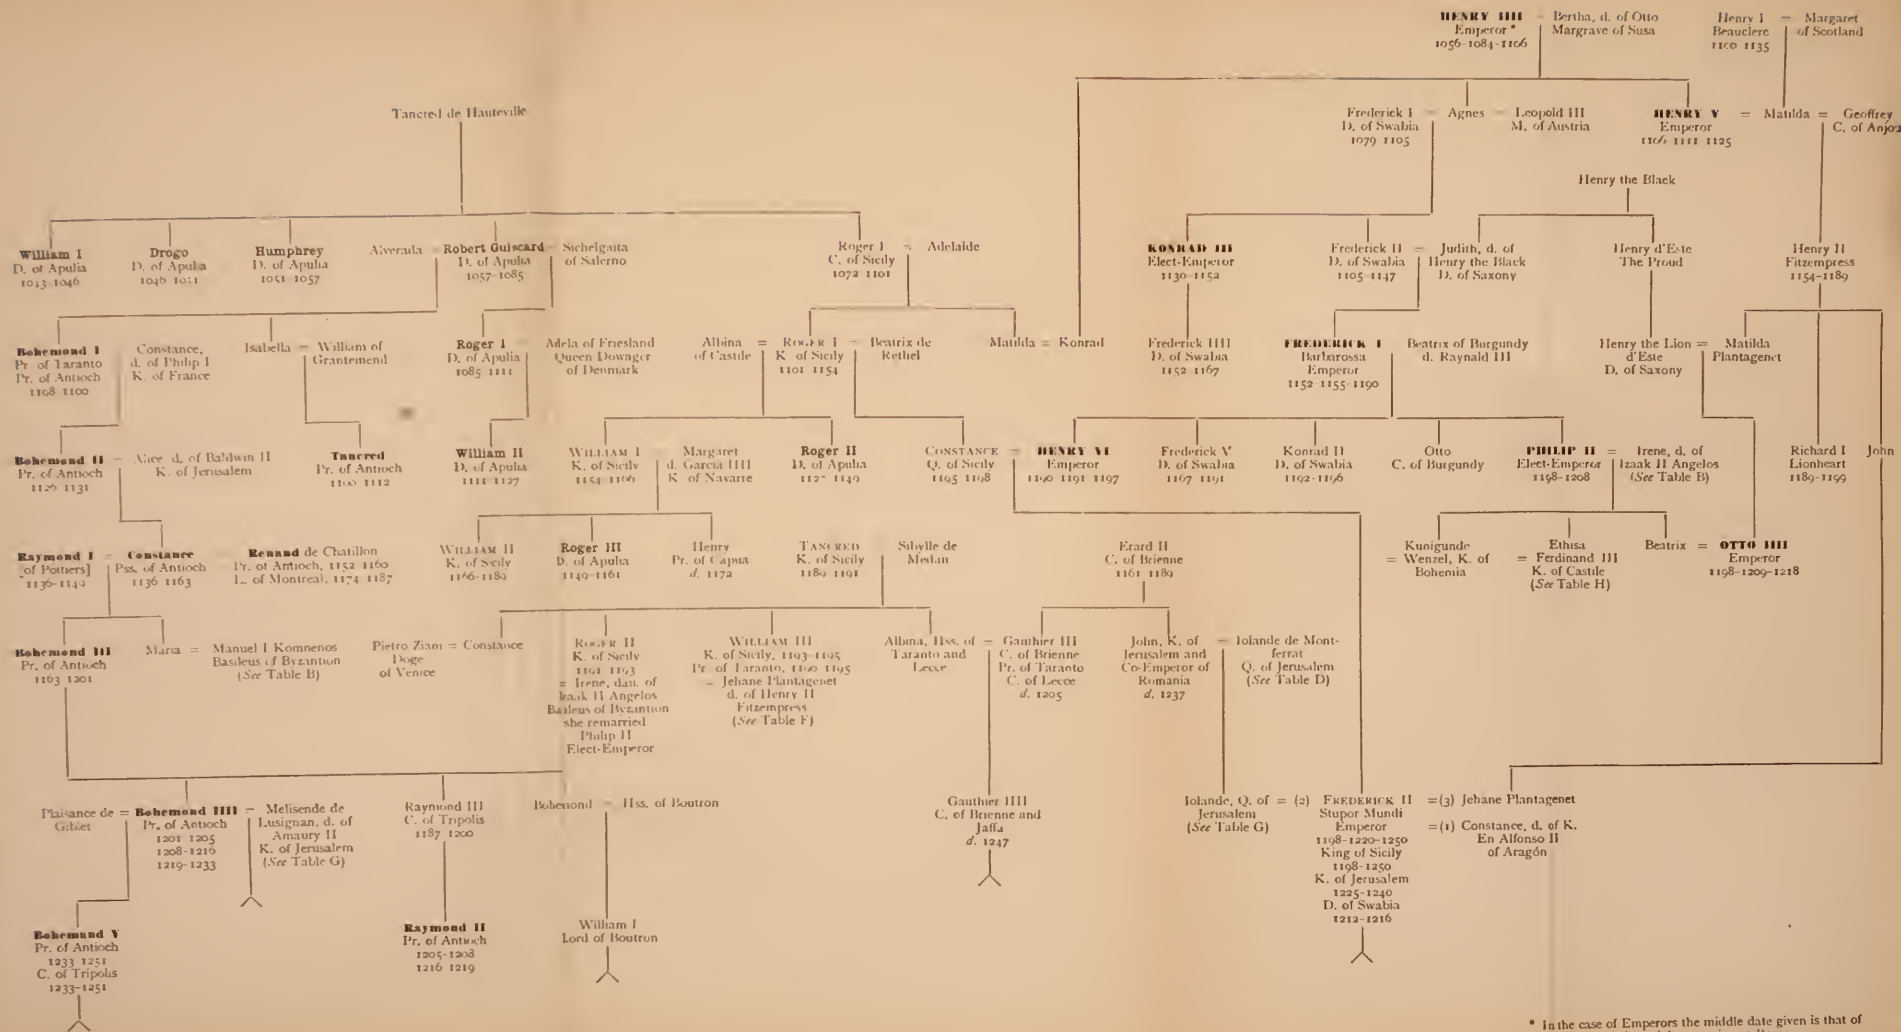 HENRY IIII
Emperor *
1056-1084-1106
= Bertha, d. of Otto
Margrave of Susa
Henry I
Beauclerc
1100 1135
= Margaret
of Scotland
Tancred de Hauteville
Frederick I
D. of Swabia
1079 1105
= Agnes =
Leopold III
M. of Austria
HENRY V
Emperor
1106 1111 1125
= Matilda =
Geoffrey
C. of Anjou
Henry the Black
William I
D. of Apulia
1043 1046
Drogo
D. of Apulia
1046 1051
Humphrey
D. of Apulia
1051 1057
Alverada =
Robert Guiscard
D. of Apulia
1057-1085
= Sichelgaita
of Salerno
Roger I
C. of Sicily
1072 1101
= Adelaide
KONRAD III
Elect-Emperor
1130-1152
Frederick II
D. of Swabia
1105-1147
= Judith, d. of
Henry the Black
D. of Saxony
Henry d'Este
The Proud
Henry II
Fitzempress
1154-1189
Bohemond I
Pr. of Taranto
Pr. of Antioch
1198 1100
Constance,
d. of Philip I
K. of France
Isabella = William of
Grantemenil
Roger I
D. of Apulia
1085 1111
Adela of Friesland
Queen Dowager
of Denmark
Albina
of Castile
= ROGER I
K. of Sicily
1101 1154
= Beatrix de
Rethel
Matilda = Konrad
Frederick IIII
D. of Swabia
1152-1167
FREDERICK I
Barbarossa
Emperor
1152-1155-1190
Beatrix of Burgundy
d. Raynald III
Henry the Lion =
d'Este
D. of Saxony
Matilda
Plantagenet
Bohemond II
Pr. of Antioch
1126 1131
= Alice d. of Baldwin II
K. of Jerusalem
Tancred
Pr. of Antioch
1100 1112
William II
D. of Apulia
1111 1127
WILLIAM I
K. of Sicily
1154-1166
Margaret
d. Garcia IIII
K. of Navarre
Roger II
D. of Apulia
1127 1149
CONSTANCE
Q. of Sicily
1195 1198
= HENRY VI
Emperor
1190 1191 1197
Frederick V
D. of Swabia
1167 1191
Konrad II
D. of Swabia
1192-1196
Otto
C. of Burgundy
PHILIP II
Elect-Emperor
1198-1208
= Irene, d. of
Izaak II Angelos
(See Table B)
Richard I
Lionheart
1189-1199
John
Raymond I
[of Poitiers]
1136-1149
= Constance
Pss. of Antioch
1136 1163
= Renaud de Chatillon
Pr. of Antioch, 1152 1160
L. of Montreal, 1174 1187
WILLIAM II
K. of Sicily
1166-1189
Roger III
D. of Apulia
1149-1161
Henry
Pr. of Capua
d. 1172
TANCRED
K. of Sicily
1189 1191
= Sibylle de
Medan
Erard II
C. of Brienne
1161 1189
Kunigunde
= Wenzel, K. of
Bohemia
Ethisa
= Ferdinand III
K. of Castile
(See Table H)
Beatrix = OTTO IIII
Emperor
1198-1209-1218
Bohemond III
Pr. of Antioch
1163 1201
Maria = Manuel I Komnenos
Basileus of Byzantion
(See Table B)
Pietro Ziani = Constance
Doge
of Venice
ROGER II
K. of Sicily
1191 1193
= Irene, dau. of
Izaak II Angelos
Basileus of Byzantion
she remarried
Philip II
Elect-Emperor
WILLIAM III
K. of Sicily, 1193-1195
Pr. of Taranto, 1190 1195
= Jehane Plantagenet
d. of Henry II
Fitzempress
(See Table F)
Albina, Hss. of =
Taranto and
Lecce
Gauthier III
C. of Brienne
Pr. of Taranto
C. of Lecce
d. 1205
John, K. of
Jerusalem and
Co-Emperor of
Romania
d. 1237
= Iolande de Mont-
ferrat
Q. of Jerusalem
(See Table D)
Plaisance de =
Giblet
Bohemond IIII
Pr. of Antioch
1201 1205
1208-1216
1219-1233
= Melisende de
Lusignan, d. of
Amaury II
K. of Jerusalem
(See Table G)
Raymond III
C. of Tripolis
1187 1200
Bohemond = Hss. of Boutron
Gauthier IIII
C. of Brienne and
Jaffa
d. 1247
Iolande, Q. of = (2)
Jerusalem
(See Table G)
FREDERICK II
Stupor Mundi
Emperor
1198-1220-1250
King of Sicily
1198-1250
K. of Jerusalem
1225-1240
D. of Swabia
1212-1216
=(3) Jehane Plantagenet
=(1) Constance, d. of K.
En Alfonso II
of Aragón
Bohemund V
Pr. of Antioch
1233 1251
C. of Tripolis
1233-1251
Raymond II
Pr. of Antioch
1205-1208
1216 1219
William I
Lord of Boutron
* In the case of Emperors the middle date given is that of